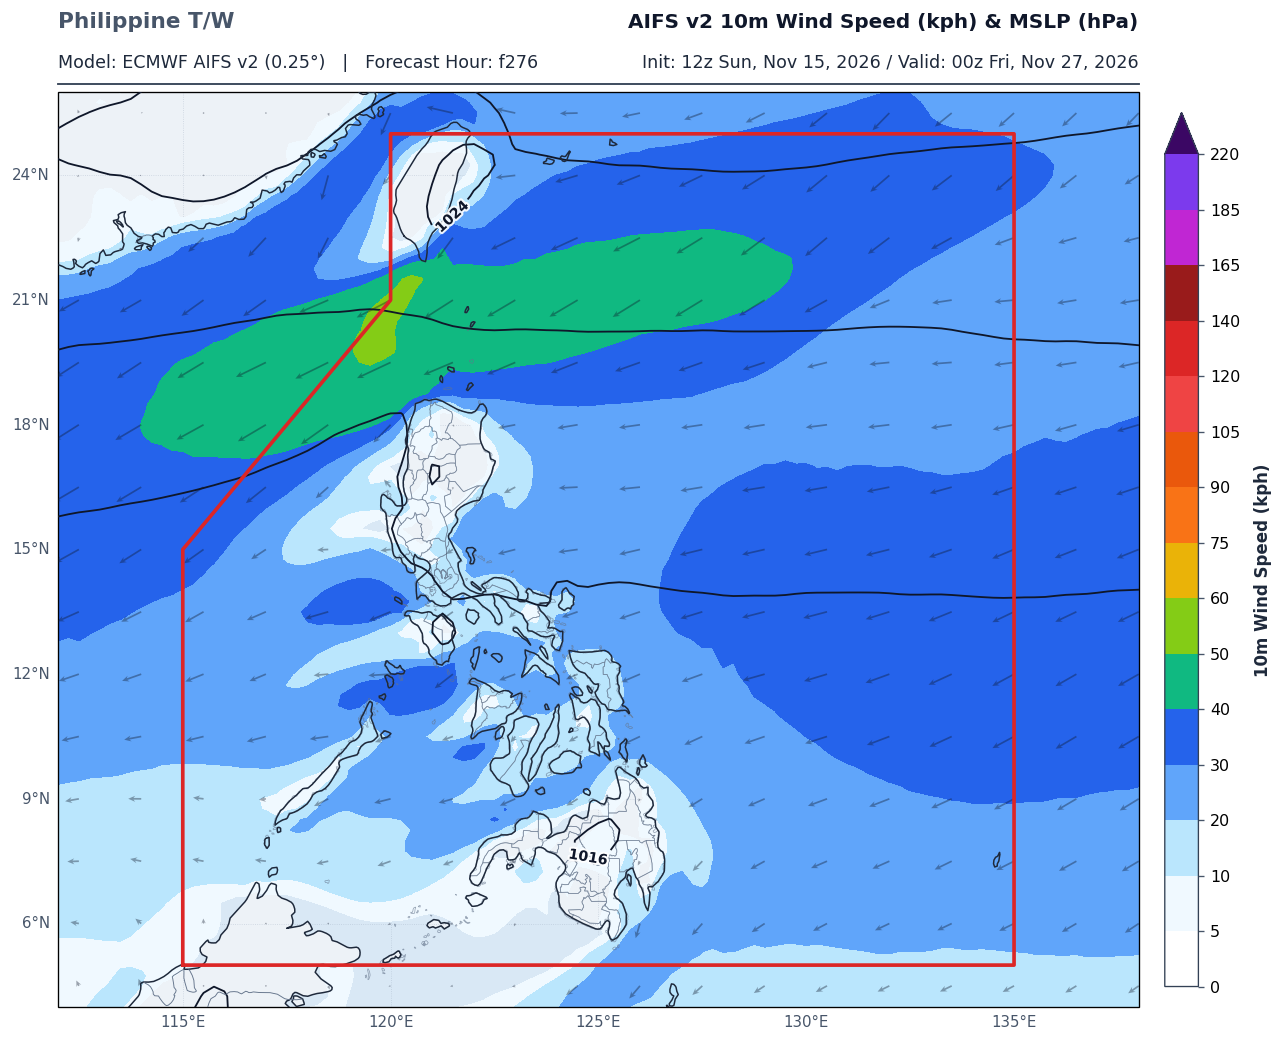 Philippine T/W
AIFS v2 10m Wind Speed (kph) & MSLP (hPa)
Model: ECMWF AIFS v2 (0.25°) | Forecast Hour: f276
Init: 12z Sun, Nov 15, 2026 / Valid: 00z Fri, Nov 27, 2026
24°N
21°N
18°N
15°N
12°N
9°N
6°N
115°E
120°E
125°E
130°E
135°E
1024
1016
220
185
165
140
120
105
90
75
60
50
40
30
20
10
5
0
10m Wind Speed (kph)